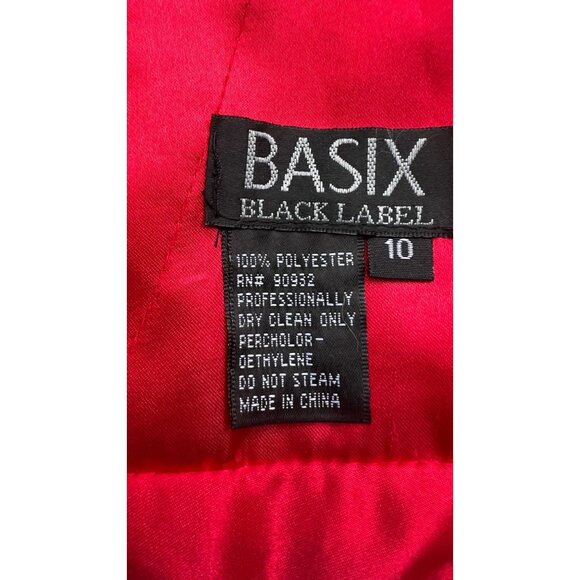 BASIX
BLACK LABEL
10
100% POLYESTER
RN# 90932
PROFESSIONALLY
DRY CLEAN ONLY
PERCHOLOR-
OETHYLENE
DO NOT STEAM
MADE IN CHINA